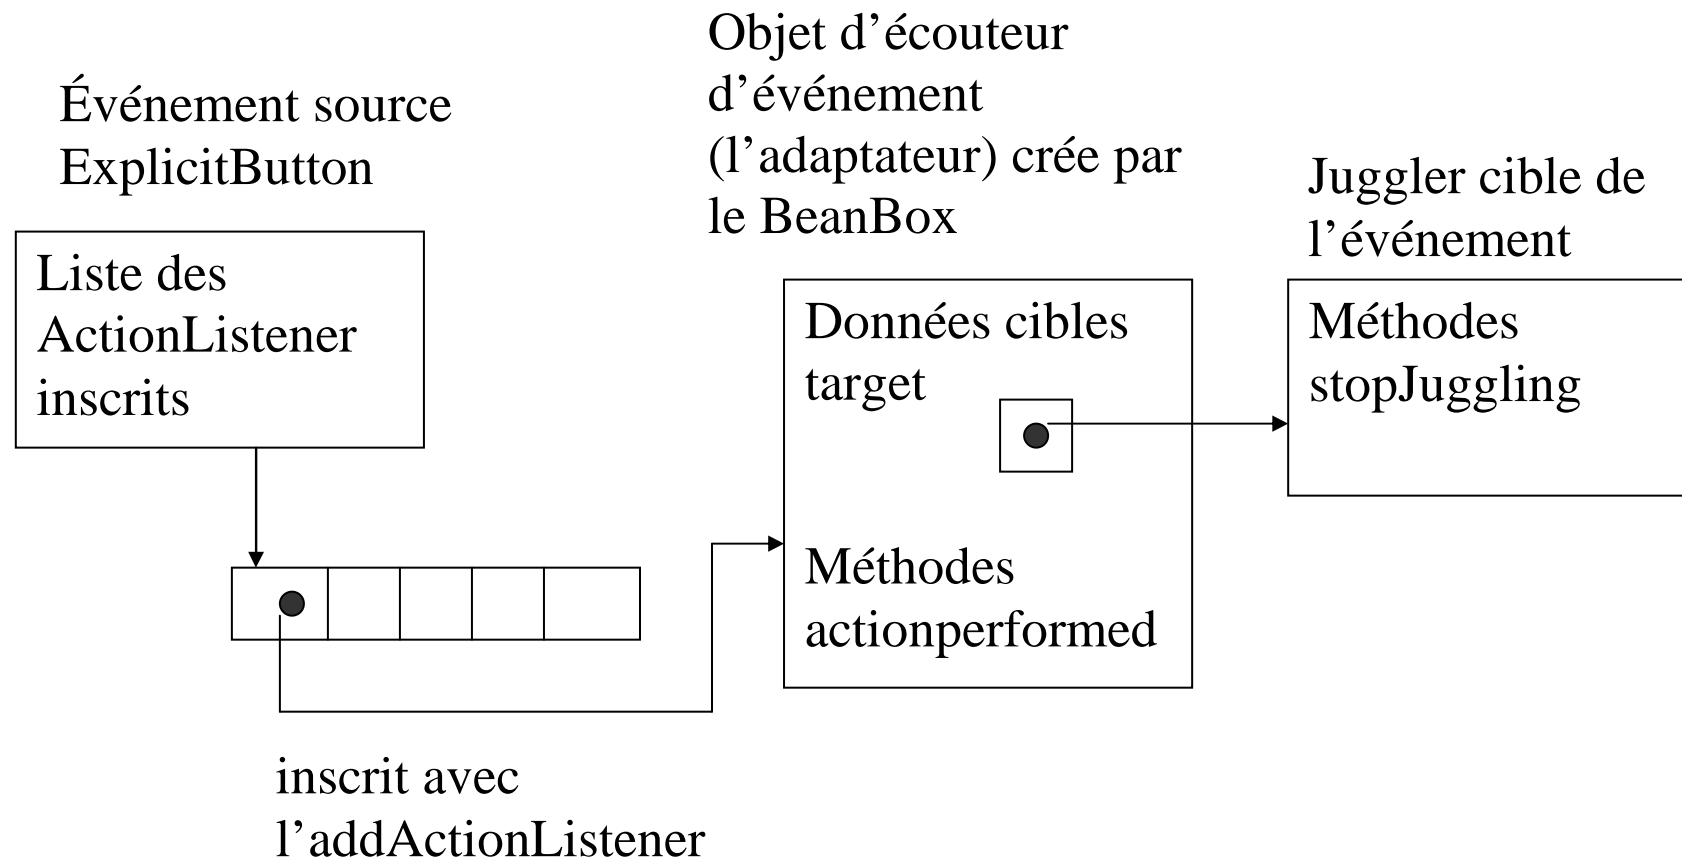 Événement source
ExplicitButton
Liste des
ActionListener
inscrits
inscrit avec
l’addActionListener
Objet d’écouteur
d’événement
(l’adaptateur) crée par
le BeanBox
Données cibles
target
Méthodes
actionperformed
Juggler cible de
l’événement
Méthodes
stopJuggling